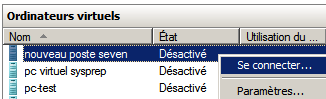 Ordinateurs virtuels
Nom État Utilisation du ...
nouveau poste seven Désactivé
Se connecter...
pc virtuel sysprep Désactivé
pc-test Désactivé
Paramètres...